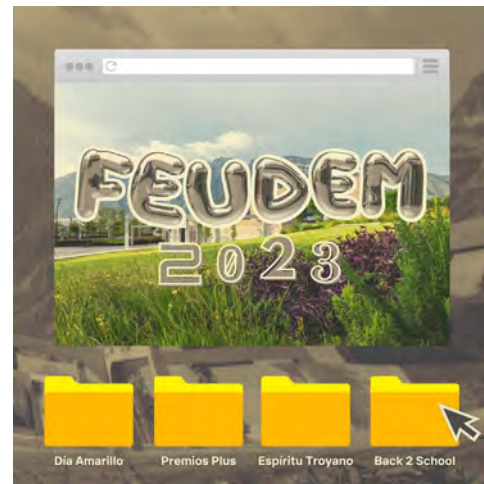 FEUDEM
2023
Día Amarillo
Premios Plus
Espíritu Troyano
Back 2 School